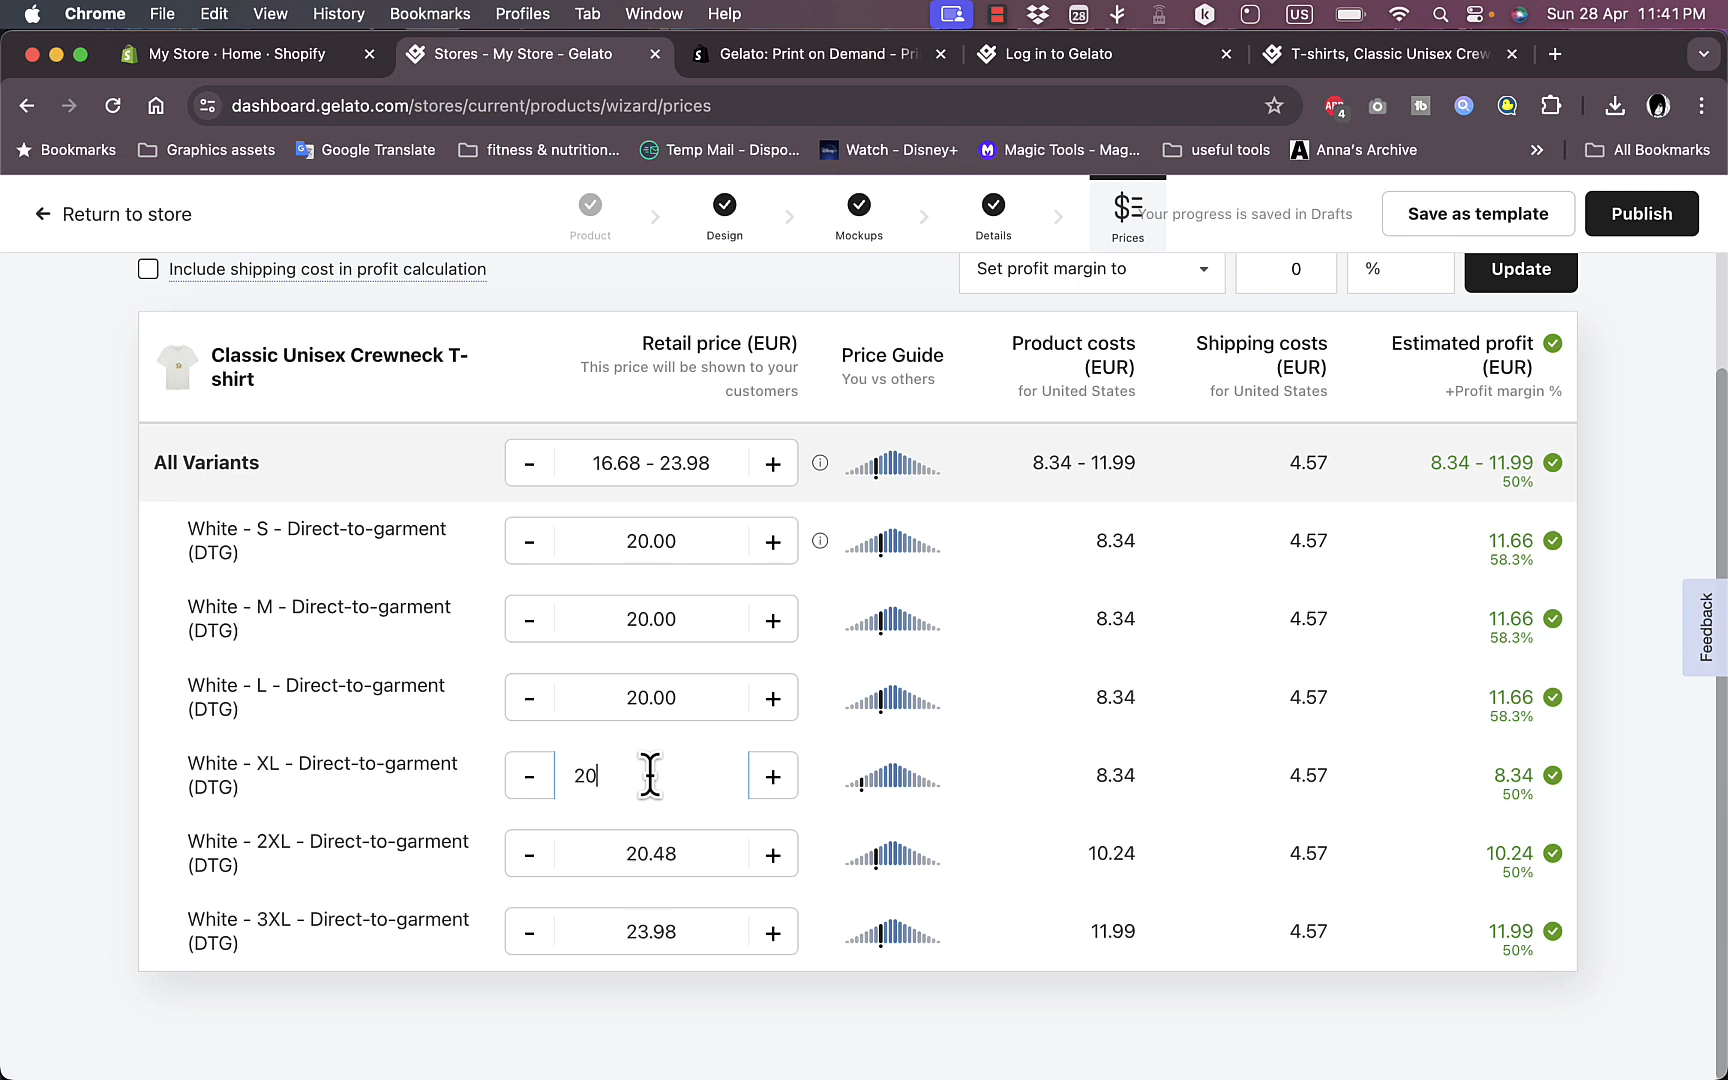 Chrome File Edit View History Bookmarks Profiles Tab Window Help 28 K US Sun 28 Apr 11:41 PM
My Store · Home · Shopify Stores - My Store - Gelato Gelato: Print on Demand - Pri Log in to Gelato T-shirts, Classic Unisex Crew
dashboard.gelato.com/stores/current/products/wizard/prices ABP 4 tb
Bookmarks Graphics assets Google Translate fitness & nutrition... Temp Mail - Dispo... Watch - Disney+ Magic Tools - Mag... useful tools Anna's Archive All Bookmarks
Return to store Product Design Mockups Details Prices Your progress is saved in Drafts Save as template Publish
Include shipping cost in profit calculation Set profit margin to 0 % Update
Classic Unisex Crewneck T-
shirt
Retail price (EUR)
This price will be shown to your
customers
Price Guide
You vs others
Product costs
(EUR)
for United States
Shipping costs
(EUR)
for United States
Estimated profit
(EUR)
+Profit margin %
All Variants - 16.68 - 23.98 + 8.34 - 11.99 4.57 8.34 - 11.99
50%
White - S - Direct-to-garment
(DTG)
- 20.00 + 8.34 4.57 11.66
58.3%
White - M - Direct-to-garment
(DTG)
- 20.00 + 8.34 4.57 11.66
58.3%
White - L - Direct-to-garment
(DTG)
- 20.00 + 8.34 4.57 11.66
58.3%
White - XL - Direct-to-garment
(DTG)
- 20 + 8.34 4.57 8.34
50%
White - 2XL - Direct-to-garment
(DTG)
- 20.48 + 10.24 4.57 10.24
50%
White - 3XL - Direct-to-garment
(DTG)
- 23.98 + 11.99 4.57 11.99
50%
Feedback